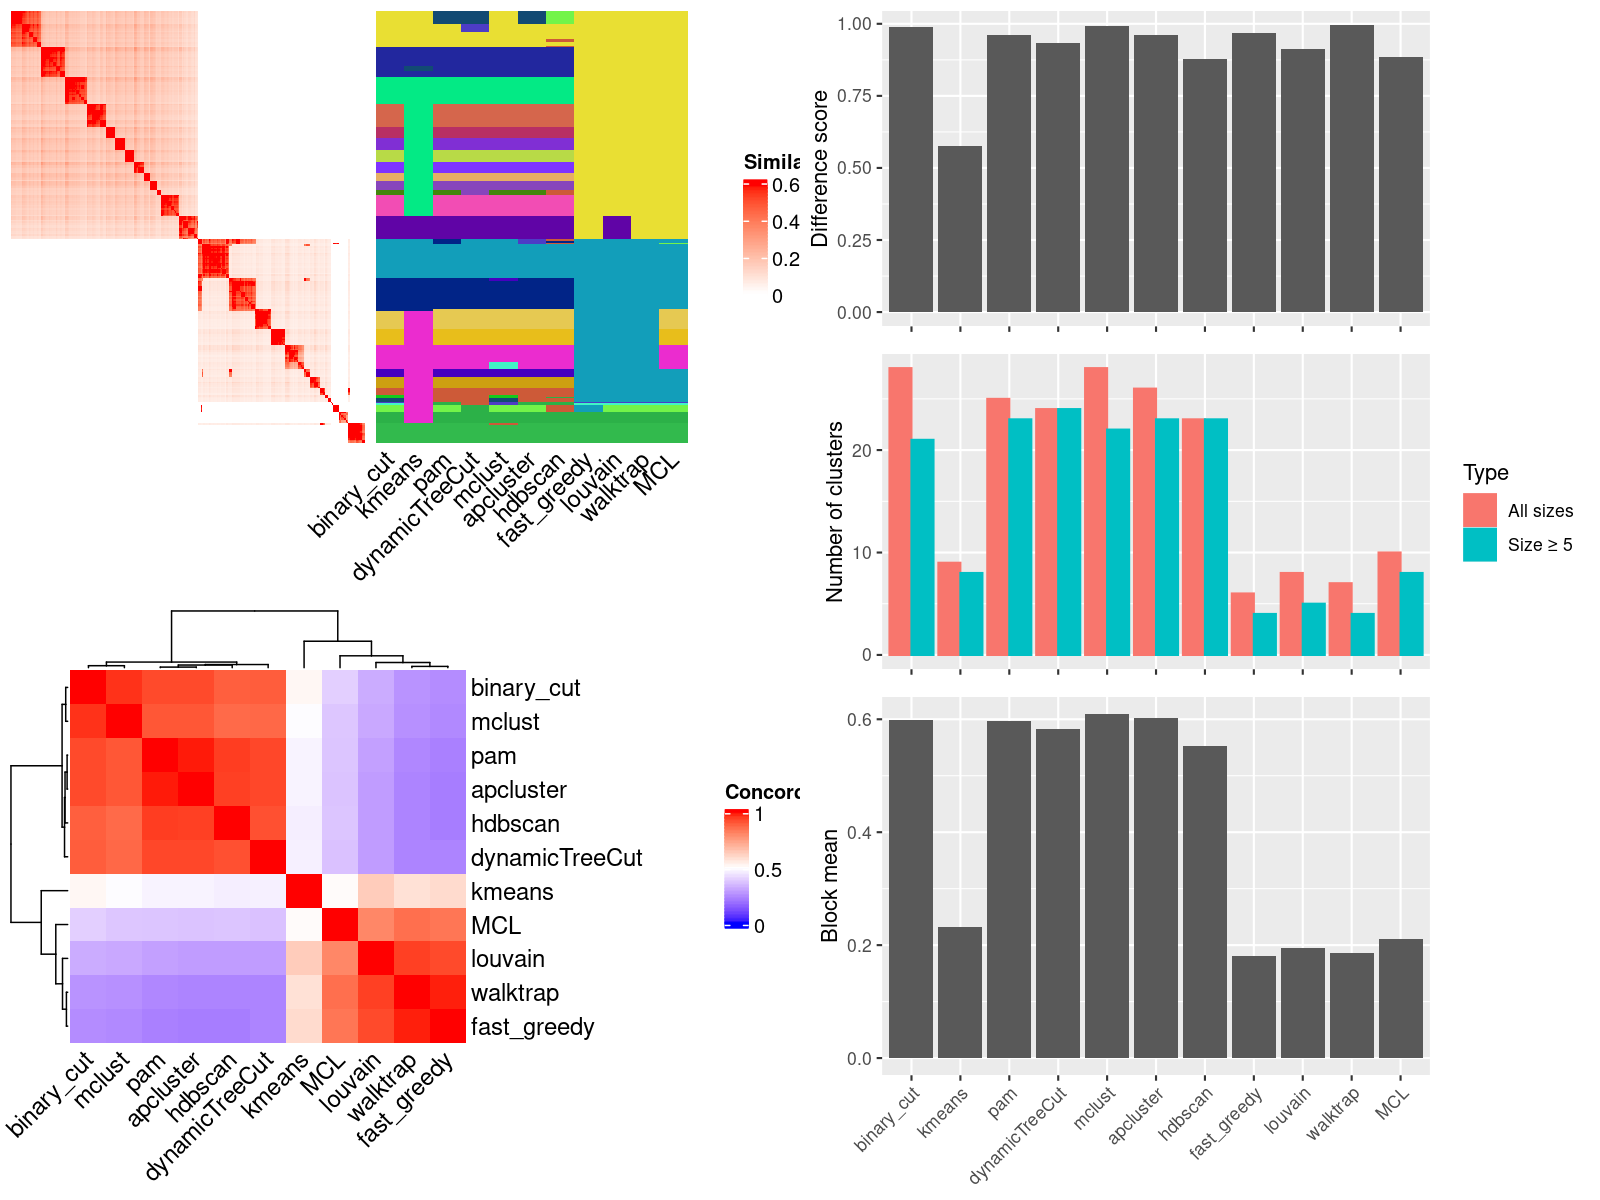 Simila
0.6
0.4
0.2
0
binary_cut
kmeans
pam
dynamicTreeCut
mclust
apcluster
hdbscan
fast_greedy
louvain
walktrap
MCL
binary_cut
mclust
pam
apcluster
hdbscan
dynamicTreeCut
kmeans
MCL
louvain
walktrap
fast_greedy
Concord
1
0.5
0
binary_cut
mclust
pam
apcluster
hdbscan
dynamicTreeCut
kmeans
MCL
louvain
walktrap
fast_greedy
Difference score
1.00
0.75
0.50
0.25
0.00
Number of clusters
20
10
0
Type
All sizes
Size ≥ 5
Block mean
0.6
0.4
0.2
0.0
binary_cut
kmeans
pam
dynamicTreeCut
mclust
apcluster
hdbscan
fast_greedy
louvain
walktrap
MCL